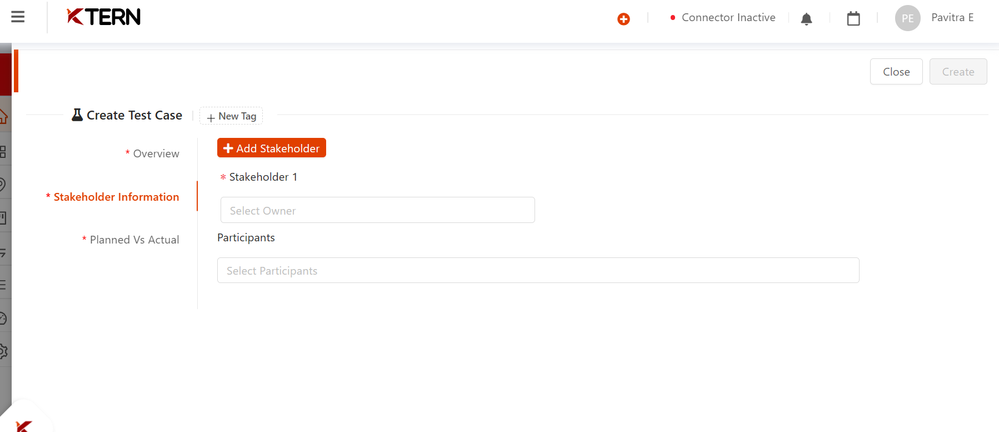 KTERN
Connector Inactive
PE
Pavitra E
Close
Create
Create Test Case
+ New Tag
* Overview
+ Add Stakeholder
* Stakeholder 1
* Stakeholder Information
Select Owner
* Planned Vs Actual
Participants
Select Participants